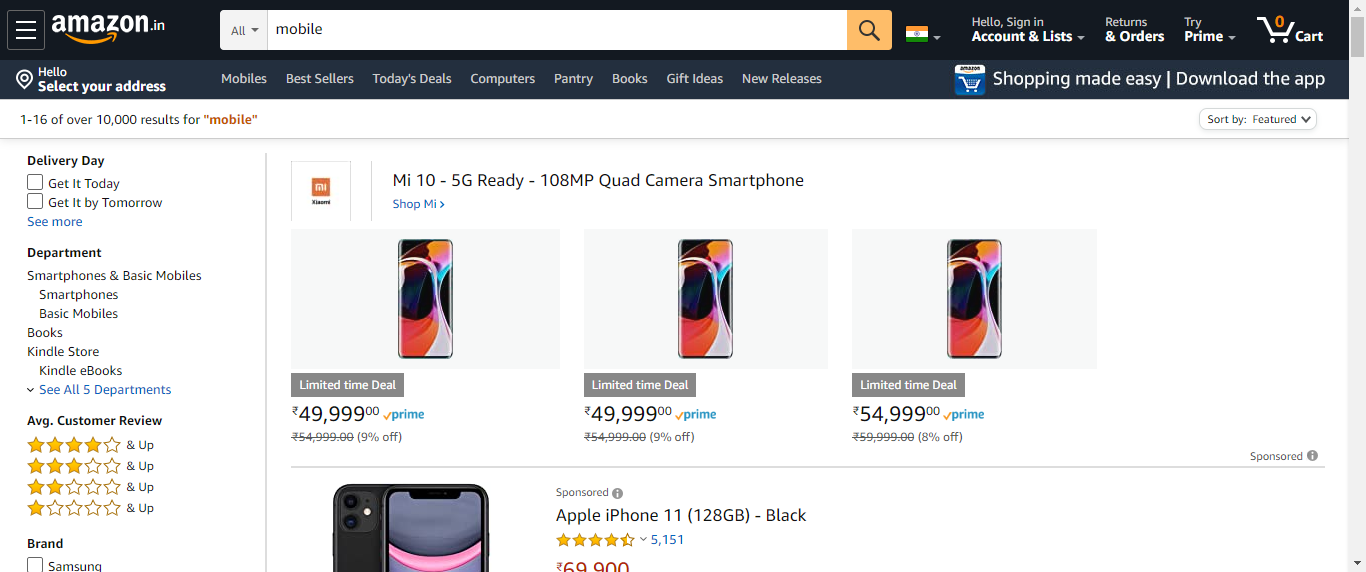 amazon.in
All
mobile
Hello, Sign in
Account & Lists
Returns
& Orders
Try
Prime
0
Cart
Hello
Select your address
Mobiles Best Sellers Today's Deals Computers Pantry Books Gift Ideas New Releases
amazon
Shopping made easy | Download the app
1-16 of over 10,000 results for "mobile"
Sort by: Featured
Delivery Day
Get It Today
Get It by Tomorrow
See more
Department
Smartphones & Basic Mobiles
Smartphones
Basic Mobiles
Books
Kindle Store
Kindle eBooks
See All 5 Departments
Avg. Customer Review
& Up
& Up
& Up
& Up
Brand
Samsung
mi
Xiaomi
Mi 10 - 5G Ready - 108MP Quad Camera Smartphone
Shop Mi ›
Limited time Deal
₹49,99900 prime
₹54,999.00 (9% off)
Limited time Deal
₹49,99900 prime
₹54,999.00 (9% off)
Limited time Deal
₹54,99900 prime
₹59,999.00 (8% off)
Sponsored
Sponsored
Apple iPhone 11 (128GB) - Black
5,151
₹69,900